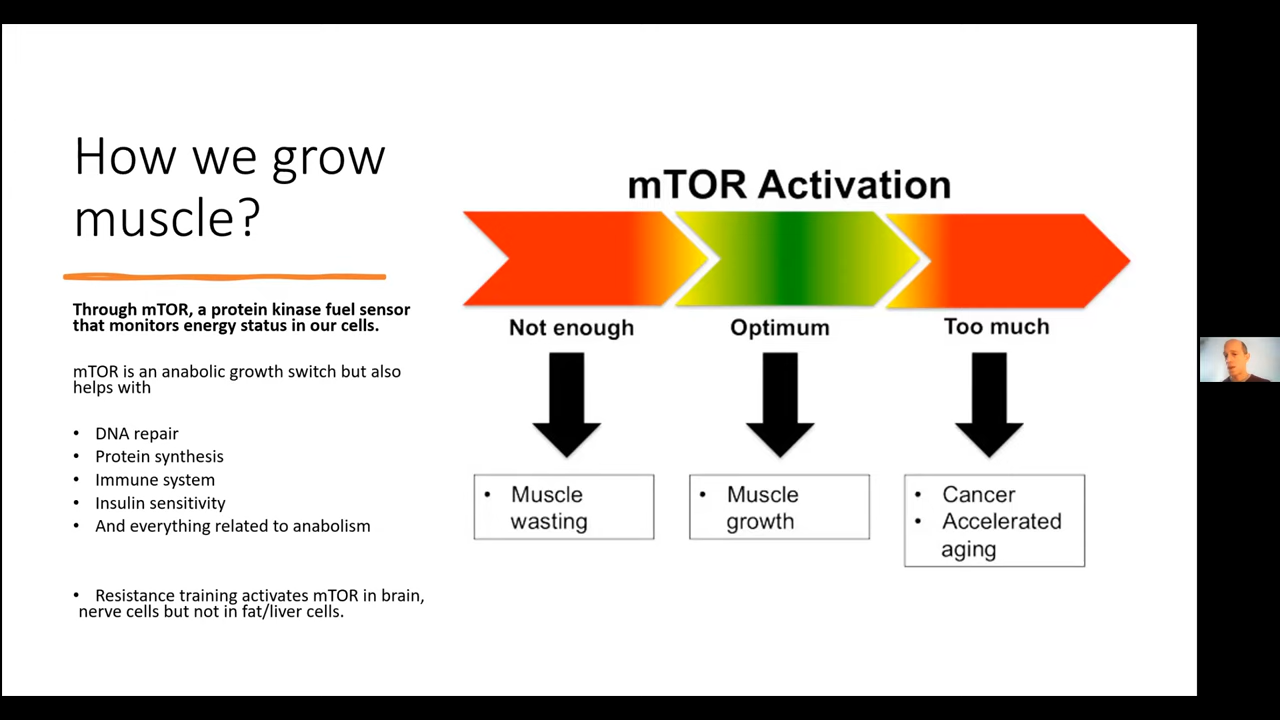 How we grow
muscle?
Through mTOR, a protein kinase fuel sensor
that monitors energy status in our cells.
mTOR is an anabolic growth switch but also
helps with
• DNA repair
• Protein synthesis
• Immune system
• Insulin sensitivity
• And everything related to anabolism
• Resistance training activates mTOR in brain,
nerve cells but not in fat/liver cells.
mTOR Activation
Not enough
Optimum
Too much
• Muscle
wasting
• Muscle
growth
• Cancer
• Accelerated
aging